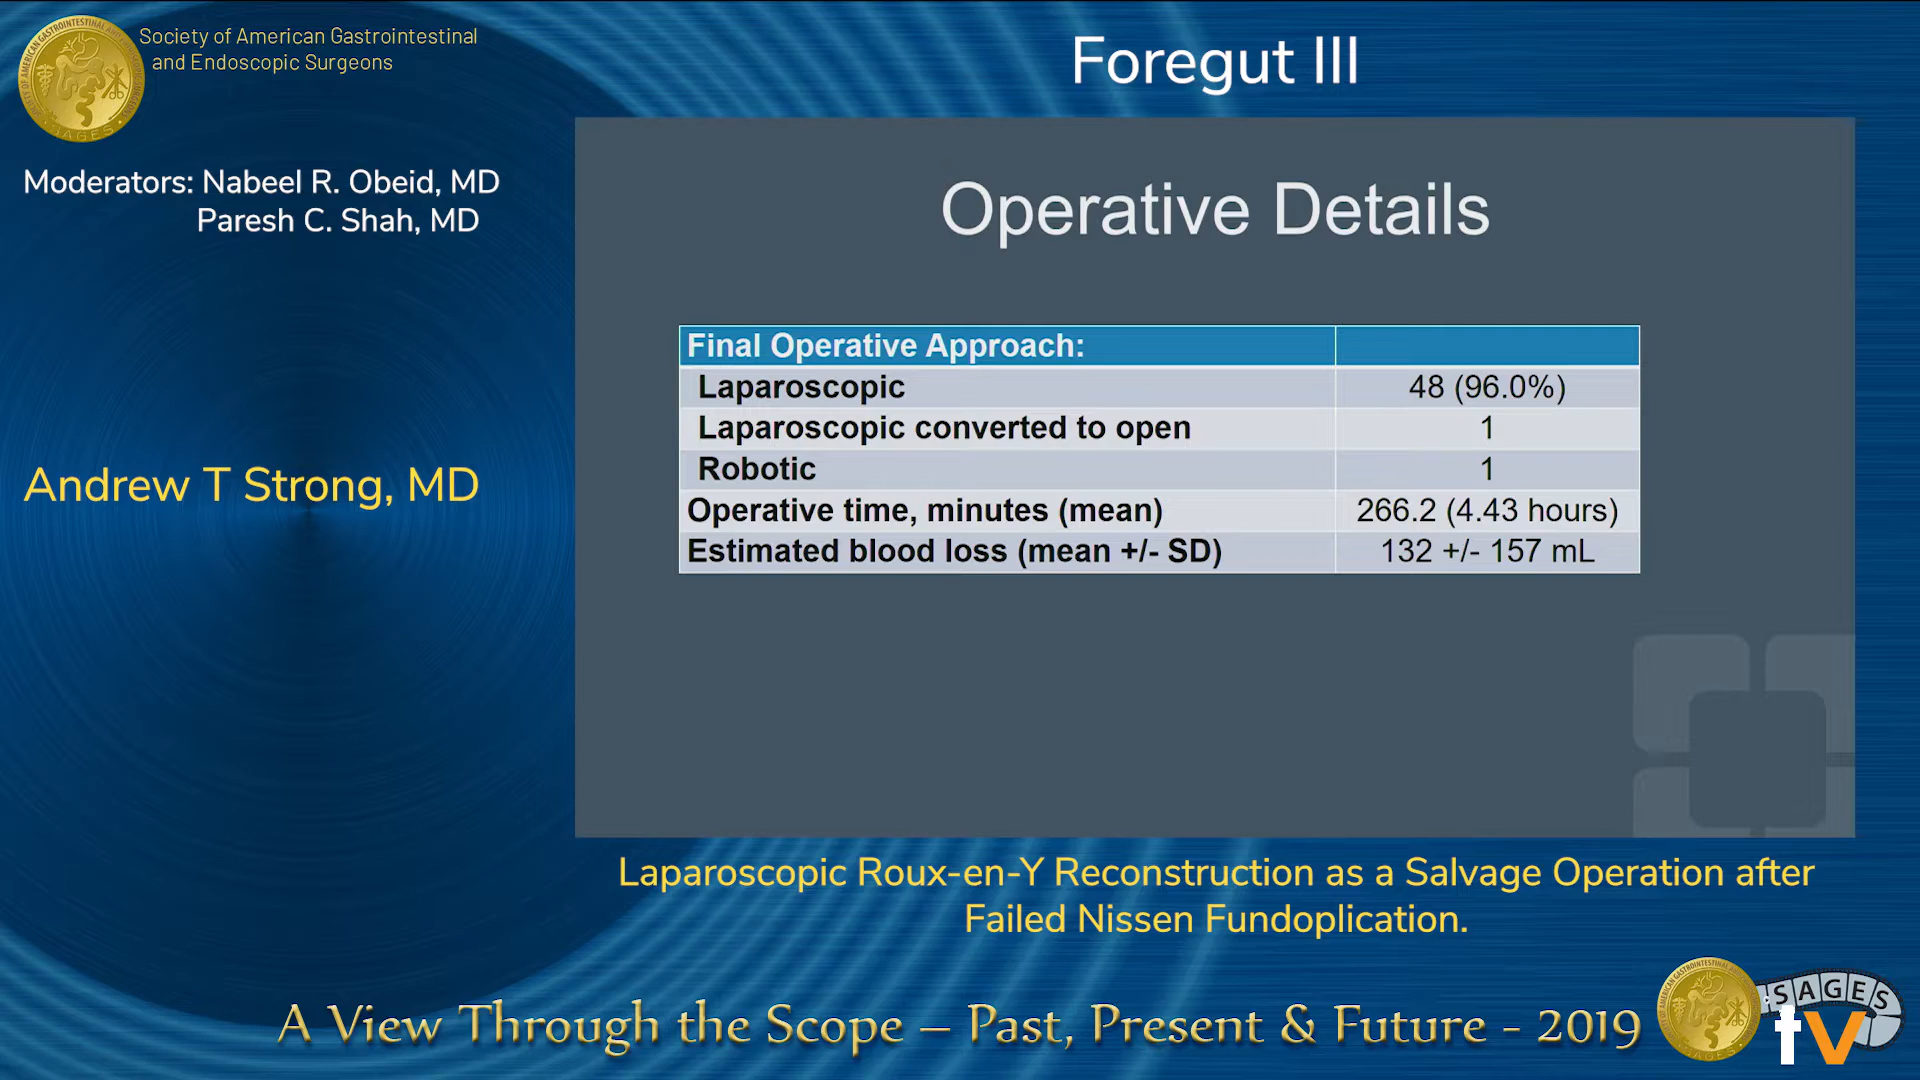 Society of American Gastrointestinal
and Endoscopic Surgeons
Foregut III
Moderators: Nabeel R. Obeid, MD
Paresh C. Shah, MD
Andrew T Strong, MD
Operative Details
Final Operative Approach:
Laparoscopic 48 (96.0%)
Laparoscopic converted to open 1
Robotic 1
Operative time, minutes (mean) 266.2 (4.43 hours)
Estimated blood loss (mean +/- SD) 132 +/- 157 mL
Laparoscopic Roux-en-Y Reconstruction as a Salvage Operation after
Failed Nissen Fundoplication.
A View Through the Scope – Past, Present & Future - 2019
SAGES
tv